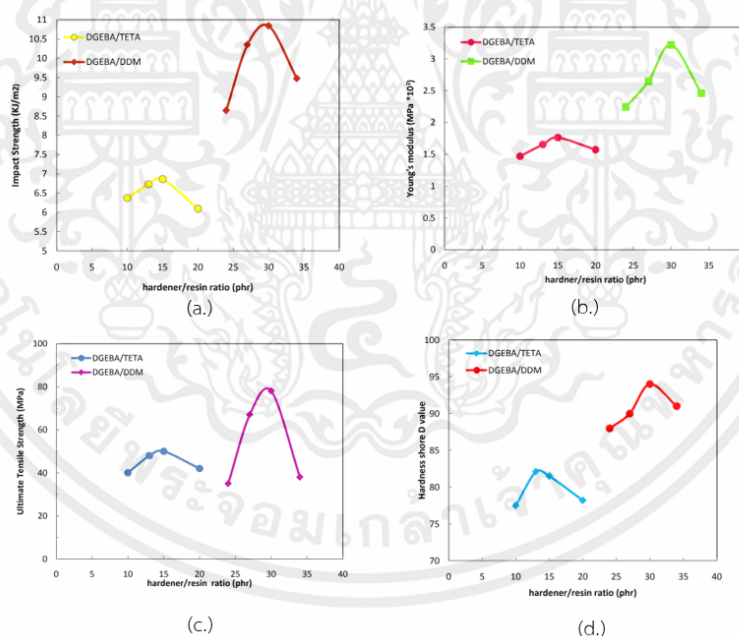 Impact Strength (KJ/m2)
11
10.5
10
9.5
9
8.5
8
7.5
7
6.5
6
5.5
5
DGEBA/TETA
DGEBA/DDM
0 5 10 15 20 25 30 35 40
hardener/resin ratio (phr)
(a.)
Young's modulus (MPa *10³)
3.5
3
2.5
2
1.5
1
0.5
0
DGEBA/TETA
DGEBA/DDM
0 5 10 15 20 25 30 35
hardner/resin ratio (phr)
(b.)
Ultimate Tensile Strength (MPa)
100
80
60
40
20
0
DGEBA/TETA
DGEBA/DDM
0 5 10 15 20 25 30 35 40
hardener/resin ratio (phr)
(c.)
Hardness shore D value
100
95
90
85
80
75
70
DGEBA/TETA
DGEBA/DDM
0 5 10 15 20 25 30 35 40
hardener/resin ratio (phr)
(d.)